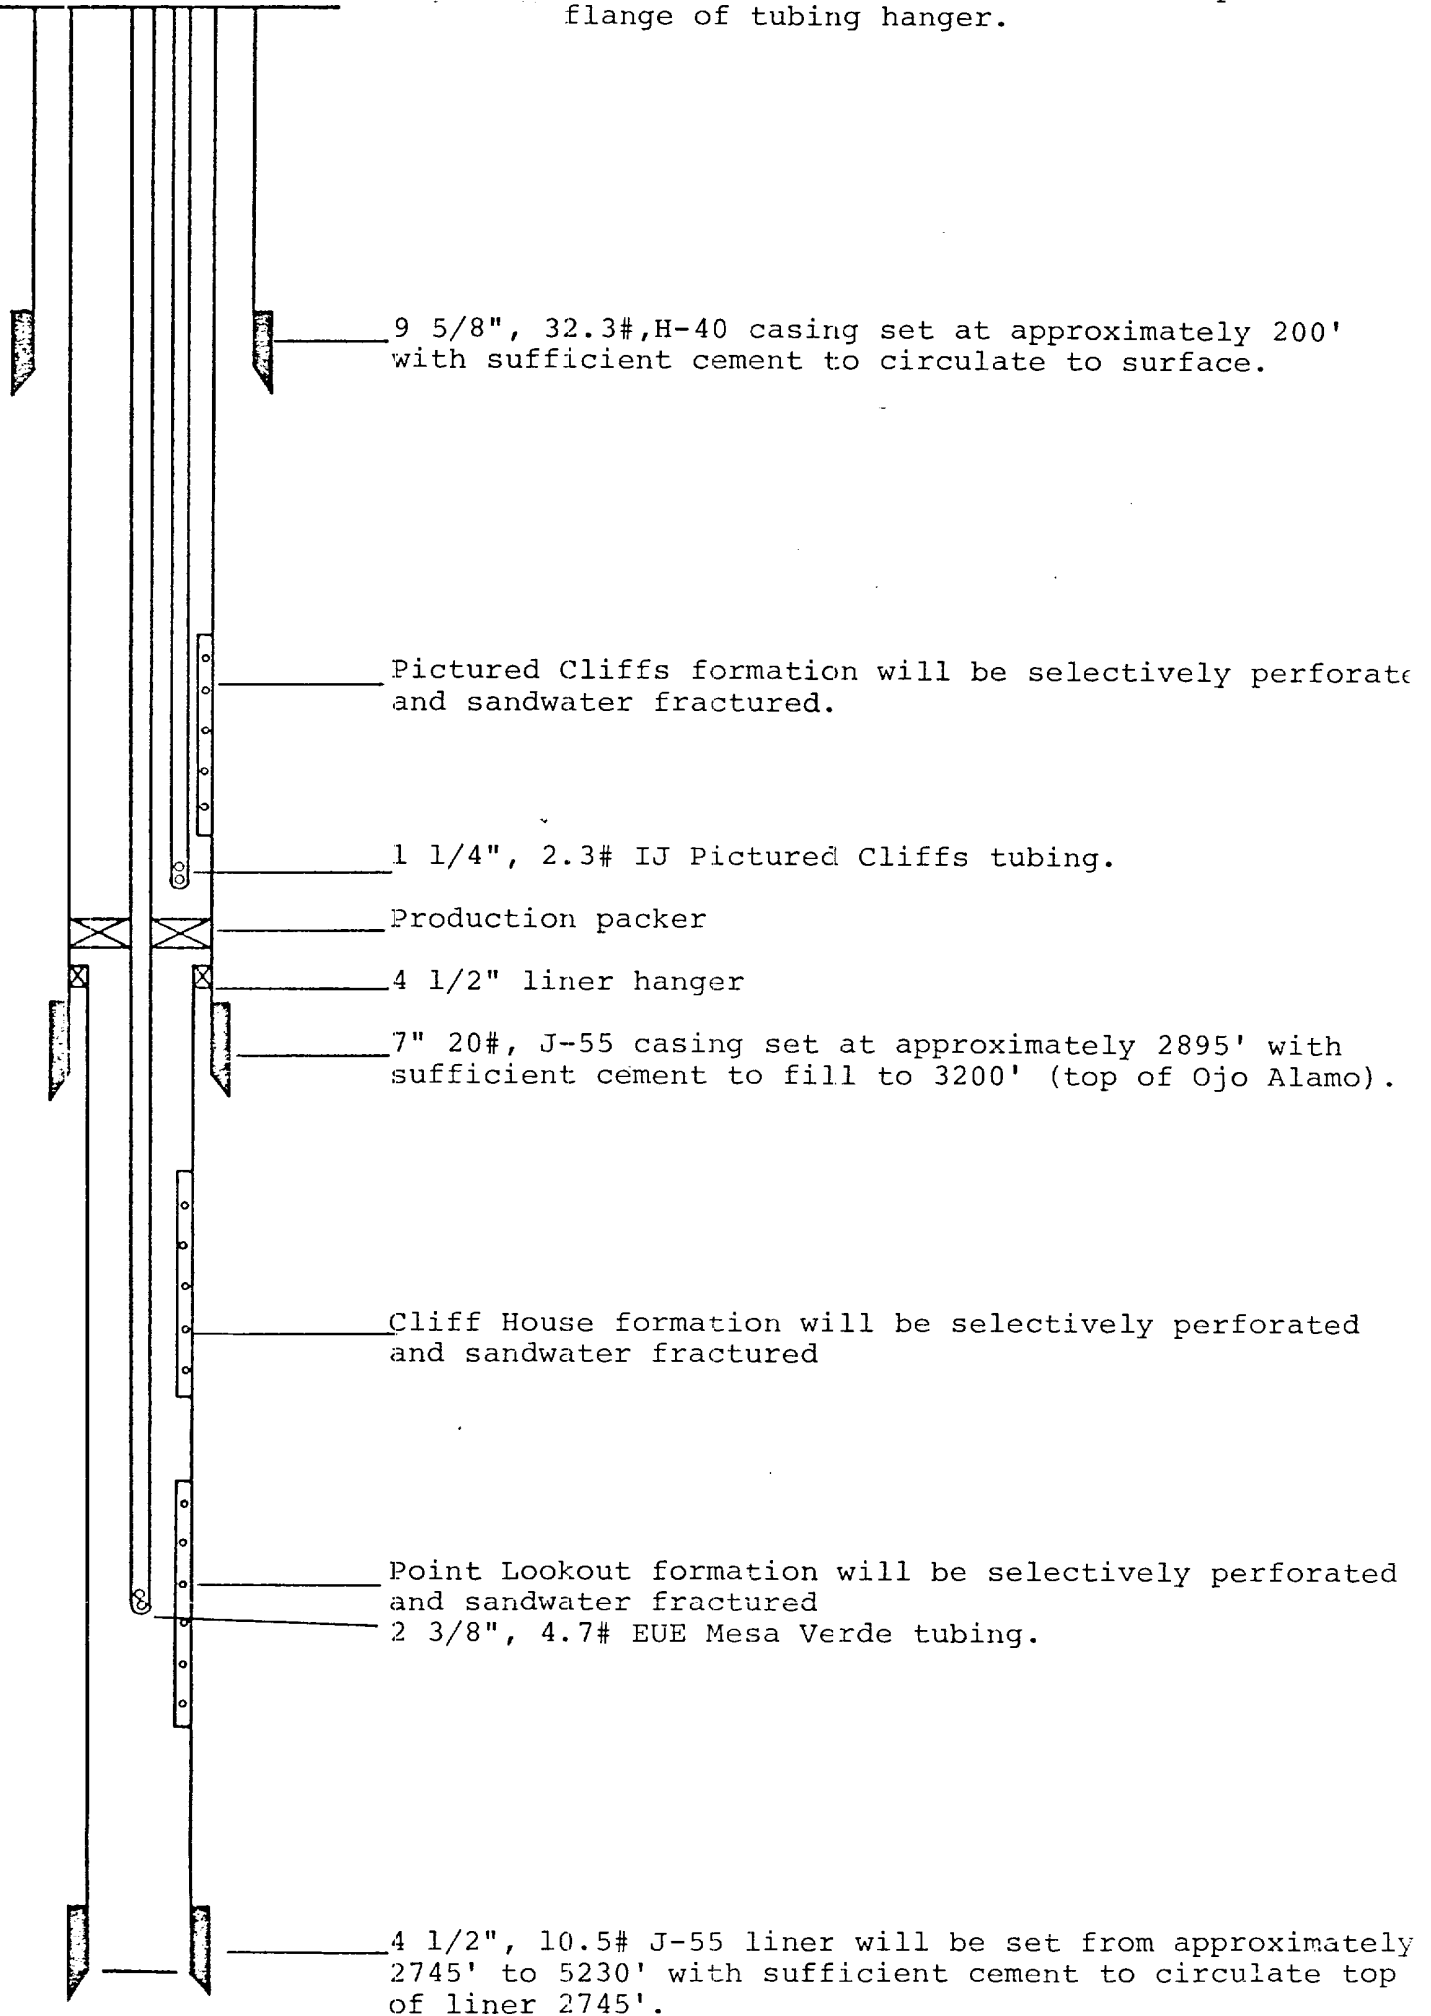 flange of tubing hanger.
9 5/8", 32.3#,H-40 casing set at approximately 200'
with sufficient cement to circulate to surface.
Pictured Cliffs formation will be selectively
and sandwater fractured.
1 1/4", 2.3# IJ Pictured Cliffs tubing.
Production packer
4 1/2" liner hanger
7" 20#, J-55 casing set at approximately 2895' with
sufficient cement to fill to 3200' (top of Ojo Alamo).
Cliff House formation will be selectively perforated
and sandwater fractured
Point Lookout formation will be selectively perforated
and sandwater fractured
2 3/8", 4.7# EUE Mesa Verde tubing.
4 1/2", 10.5# J-55 liner will be set from approximately
2745' to 5230' with sufficient cement to circulate top
of liner 2745'.